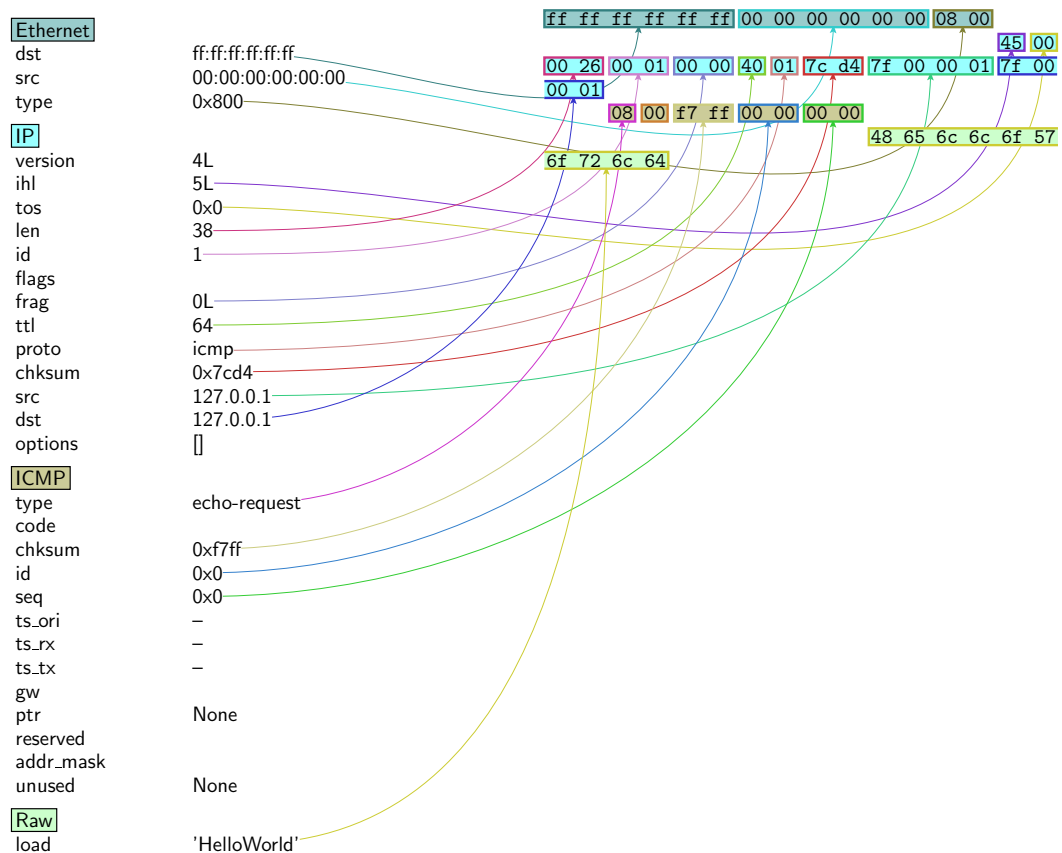 ff ff ff ff ff ff 00 00 00 00 00 00 08 00
Ethernet
45 00
dst ff:ff:ff:ff:ff:ff
00 26 00 01 00 00 40 01 7c d4 7f 00 00 01 7f 00
src 00:00:00:00:00:00
00 01
type 0x800
08 00 f7 ff 00 00 00 00
IP
48 65 6c 6c 6f 57
version 4L
6f 72 6c 64
ihl 5L
tos 0x0
len 38
id 1
flags
frag 0L
ttl 64
proto icmp
chksum 0x7cd4
src 127.0.0.1
dst 127.0.0.1
options []
ICMP
type echo-request
code
chksum 0xf7ff
id 0x0
seq 0x0
ts_ori –
ts_rx –
ts_tx –
gw
ptr None
reserved
addr_mask
unused None
Raw
load 'HelloWorld'